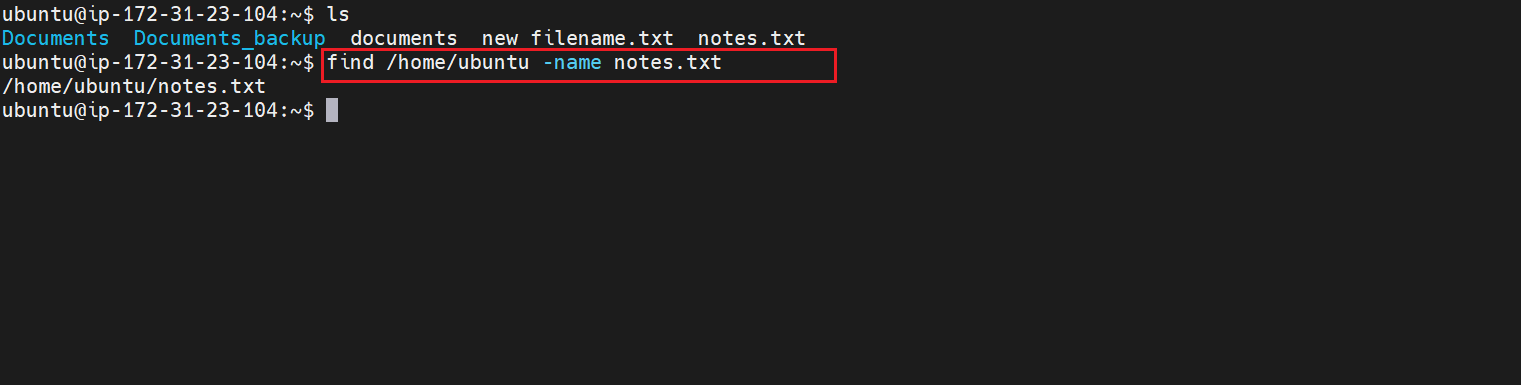 ubuntu@ip-172-31-23-104:~$ ls
Documents  Documents_backup  documents  new filename.txt  notes.txt
ubuntu@ip-172-31-23-104:~$ find /home/ubuntu -name notes.txt
/home/ubuntu/notes.txt
ubuntu@ip-172-31-23-104:~$